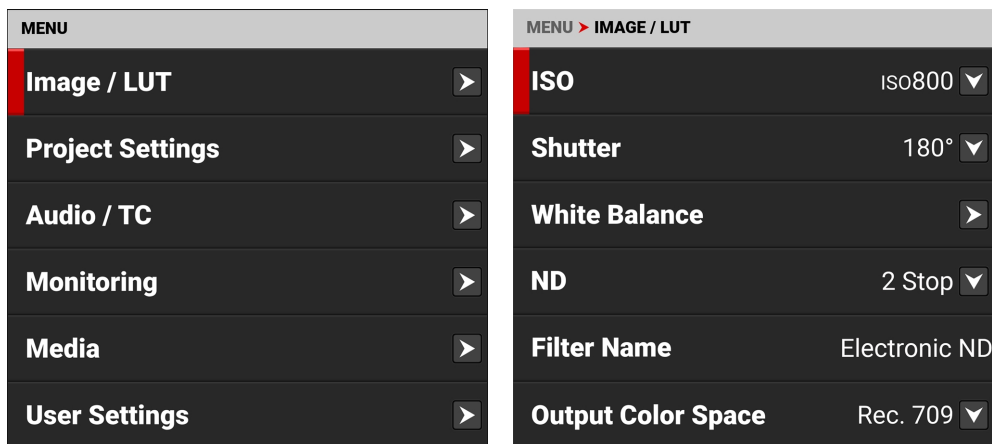 MENU
Image / LUT
Project Settings
Audio / TC
Monitoring
Media
User Settings
MENU ➤ IMAGE / LUT
ISO ISO800
Shutter 180°
White Balance
ND 2 Stop
Filter Name Electronic ND
Output Color Space Rec. 709